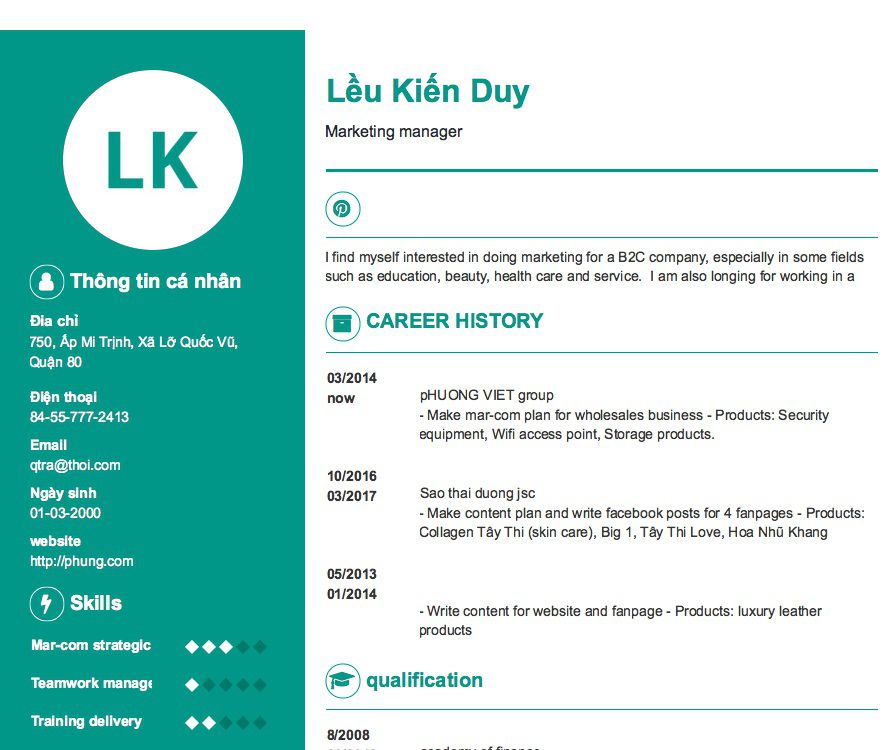 LK
Thông tin cá nhân
Đia chỉ
750, Ấp Mi Trịnh, Xã Lỡ Quốc Vũ,
Quận 80
Điện thoại
84-55-777-2413
Email
qtra@thoi.com
Ngày sinh
01-03-2000
website
http://phung.com
Skills
Mar-com strategic
Teamwork manage
Training delivery
Lều Kiến Duy
Marketing manager
I find myself interested in doing marketing for a B2C company, especially in some fields
such as education, beauty, health care and service. I am also longing for working in a
CAREER HISTORY
03/2014
now
pHUONG VIET group
- Make mar-com plan for wholesales business - Products: Security
equipment, Wifi access point, Storage products.
10/2016
03/2017
Sao thai duong jsc
- Make content plan and write facebook posts for 4 fanpages - Products:
Collagen Tây Thi (skin care), Big 1, Tây Thi Love, Hoa Nhũ Khang
05/2013
01/2014
- Write content for website and fanpage - Products: luxury leather
products
qualification
8/2008
academy of finance